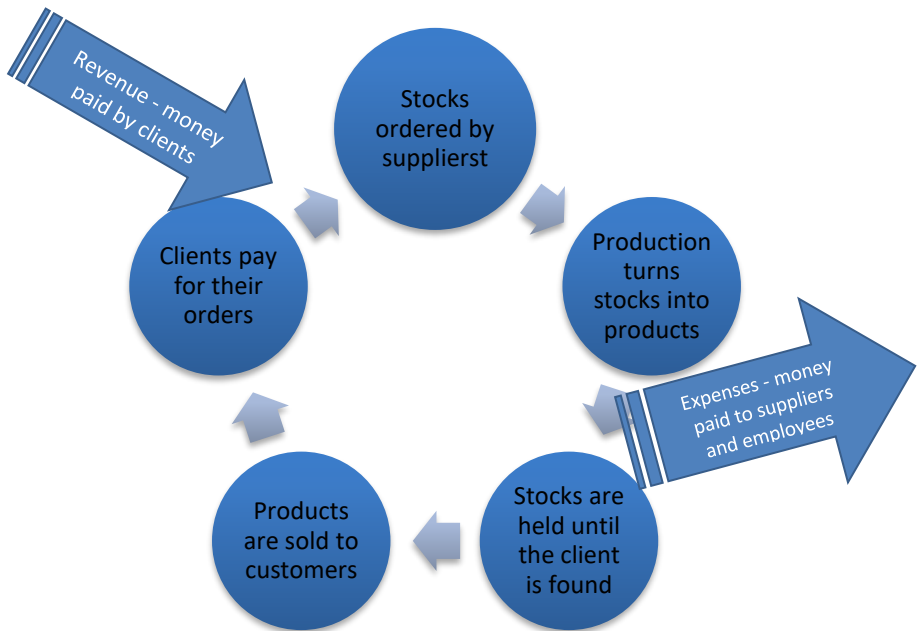 Revenue - money
paid by clients
Stocks
ordered by
supplierst
Production
turns
stocks into
products
Expenses - money
paid to suppliers
and employees
Stocks are
held until
the client
is found
Products
are sold to
customers
Clients pay
for their
orders